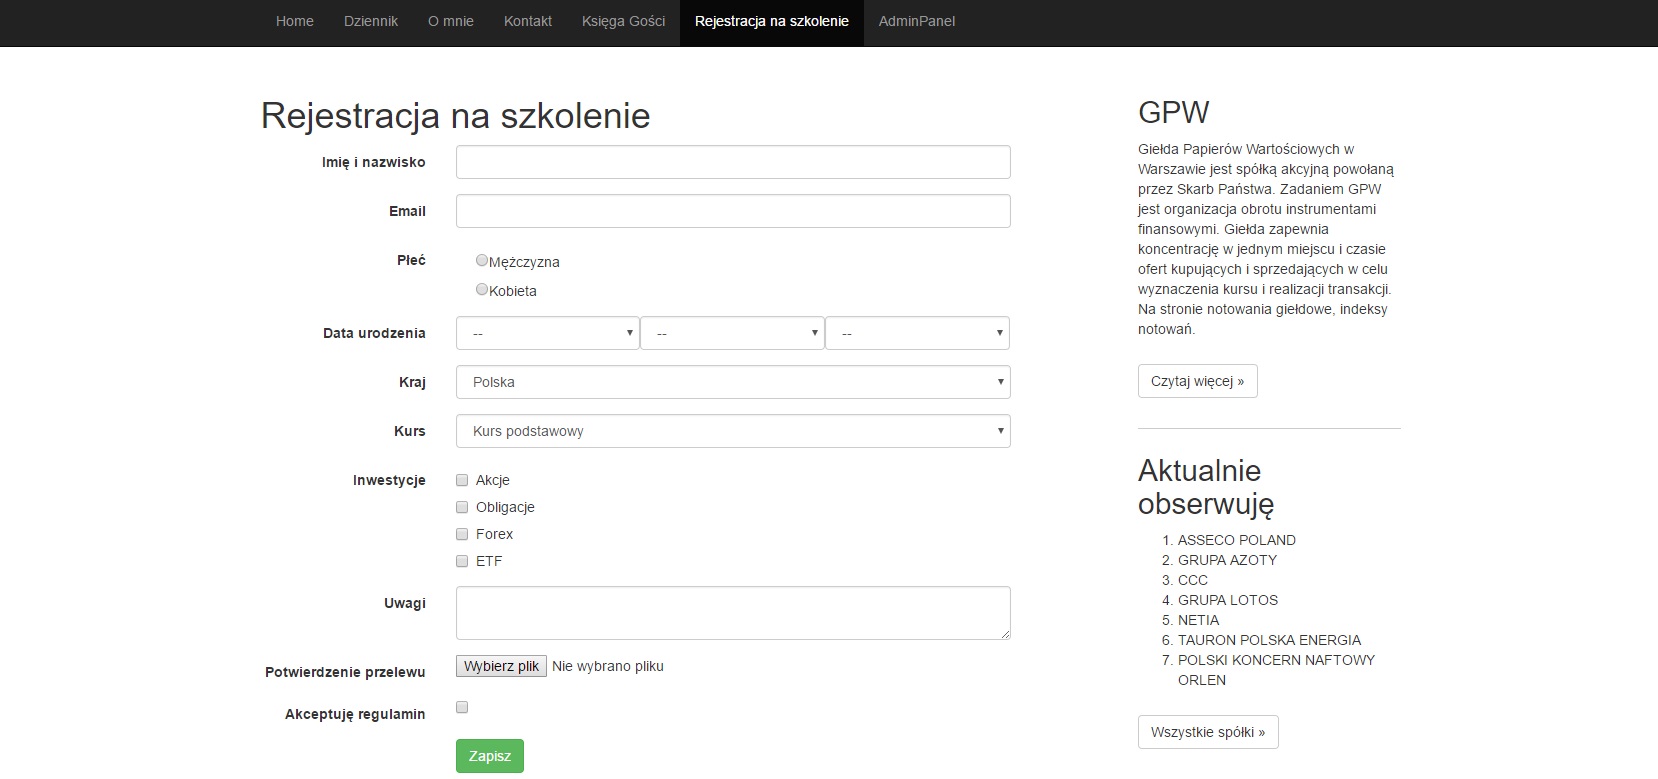 Home Dziennik O mnie Kontakt Księga Gości Rejestracja na szkolenie AdminPanel
Rejestracja na szkolenie
Imię i nazwisko
Email
Płeć
Mężczyzna
Kobieta
Data urodzenia -- -- --
Kraj Polska
Kurs Kurs podstawowy
Inwestycje
Akcje
Obligacje
Forex
ETF
Uwagi
Potwierdzenie przelewu Wybierz plik Nie wybrano pliku
Akceptuję regulamin
Zapisz
GPW
Giełda Papierów Wartościowych w
Warszawie jest spółką akcyjną powołaną
przez Skarb Państwa. Zadaniem GPW
jest organizacja obrotu instrumentami
finansowymi. Giełda zapewnia
koncentrację w jednym miejscu i czasie
ofert kupujących i sprzedających w celu
wyznaczenia kursu i realizacji transakcji.
Na stronie notowania giełdowe, indeksy
notowań.
Czytaj więcej »
Aktualnie
obserwuję
1. ASSECO POLAND
2. GRUPA AZOTY
3. CCC
4. GRUPA LOTOS
5. NETIA
6. TAURON POLSKA ENERGIA
7. POLSKI KONCERN NAFTOWY
ORLEN
Wszystkie spółki »